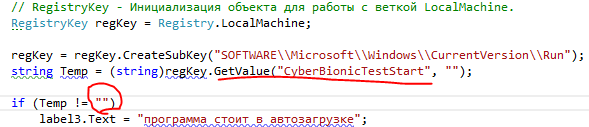 // RegistryKey - Инициализация объекта для работы с веткой LocalMachine.
RegistryKey regKey = Registry.LocalMachine;
regKey = regKey.CreateSubKey("SOFTWARE\\Microsoft\\Windows\\CurrentVersion\\Run");
string Temp = (string)regKey.GetValue("CyberBionicTestStart", "");
if (Temp != "")
label3.Text = "программа стоит в автозагрузке";